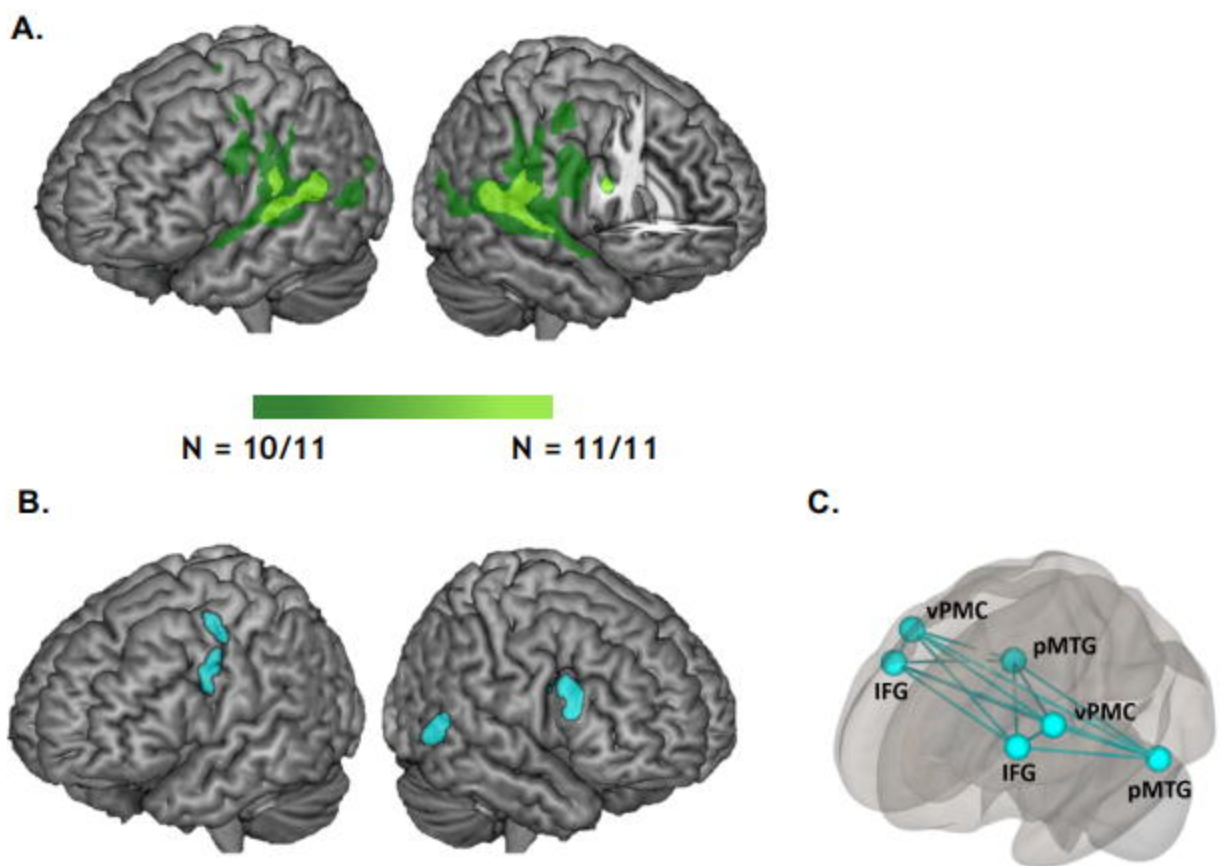 A.
N = 10/11 N = 11/11
B.
C.
vPMC
pMTG
IFG
vPMC
IFG
pMTG